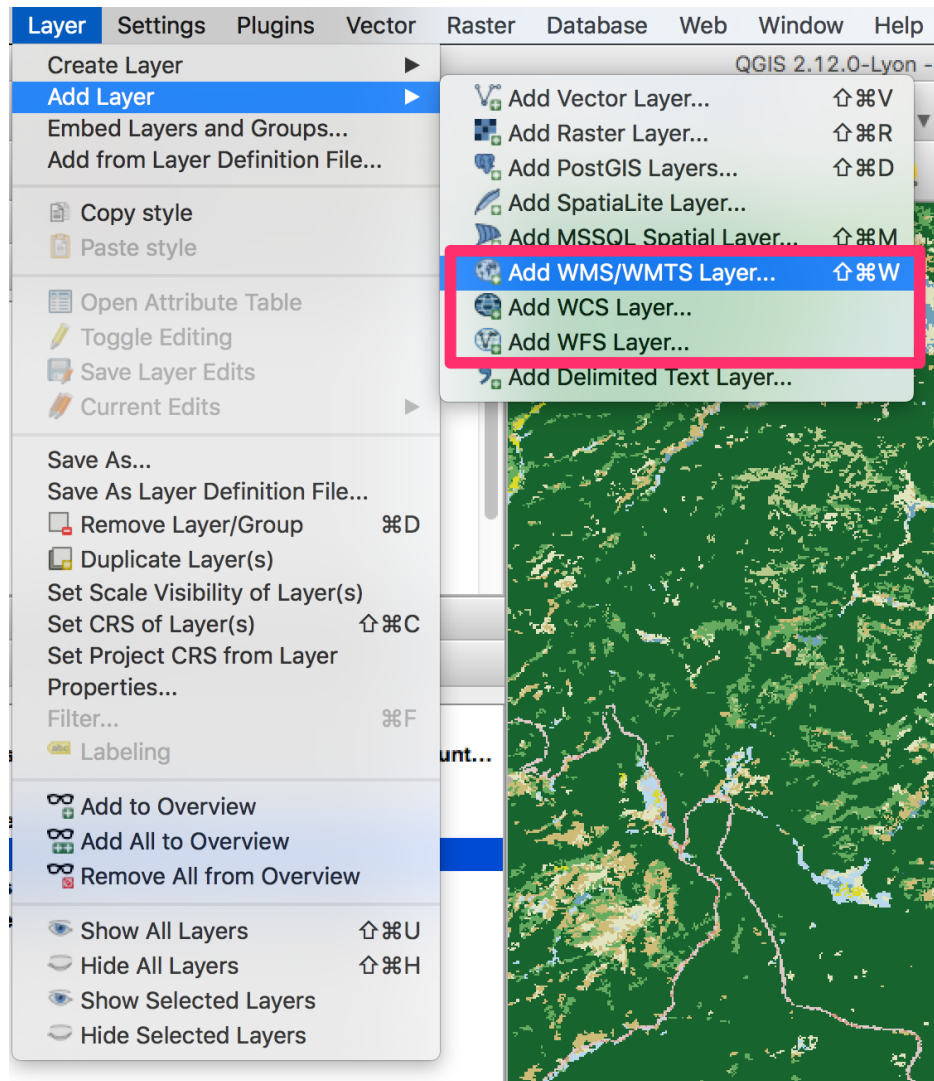 Layer Settings Plugins Vector Raster Database Web Window Help
QGIS 2.12.0-Lyon -
Create Layer
Add Layer
Embed Layers and Groups...
Add from Layer Definition File...
Copy style
Paste style
Open Attribute Table
Toggle Editing
Save Layer Edits
Current Edits
Save As...
Save As Layer Definition File...
Remove Layer/Group ⌘D
Duplicate Layer(s)
Set Scale Visibility of Layer(s)
Set CRS of Layer(s) ⇧⌘C
Set Project CRS from Layer
Properties...
Filter... ⌘F
abc Labeling
Add to Overview
Add All to Overview
Remove All from Overview
Show All Layers ⇧⌘U
Hide All Layers ⇧⌘H
Show Selected Layers
Hide Selected Layers
Add Vector Layer... ⇧⌘V
Add Raster Layer... ⇧⌘R
Add PostGIS Layers... ⇧⌘D
Add SpatiaLite Layer...
Add MSSQL Spatial Layer... ⇧⌘M
Add WMS/WMTS Layer... ⇧⌘W
Add WCS Layer...
Add WFS Layer...
Add Delimited Text Layer...
unt...